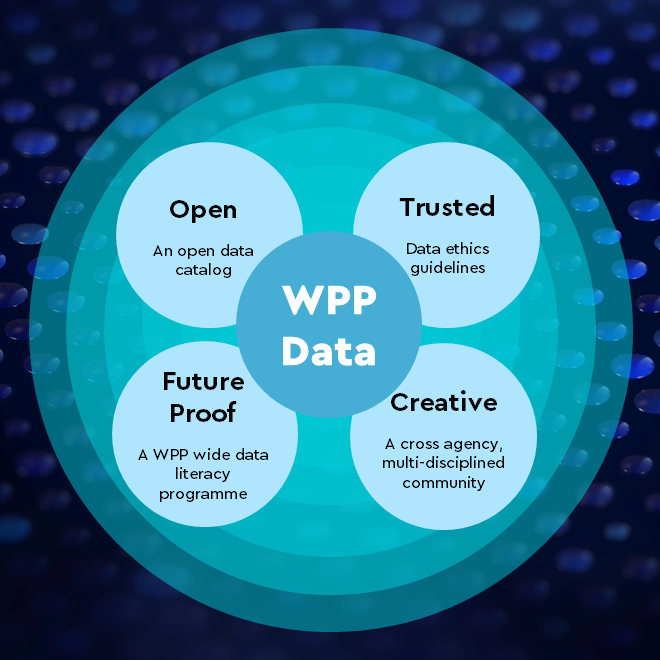 Open
An open data
catalog
Trusted
Data ethics
guidelines
WPP
Data
Future
Proof
A WPP wide data
literacy
programme
Creative
A cross agency,
multi-disciplined
community